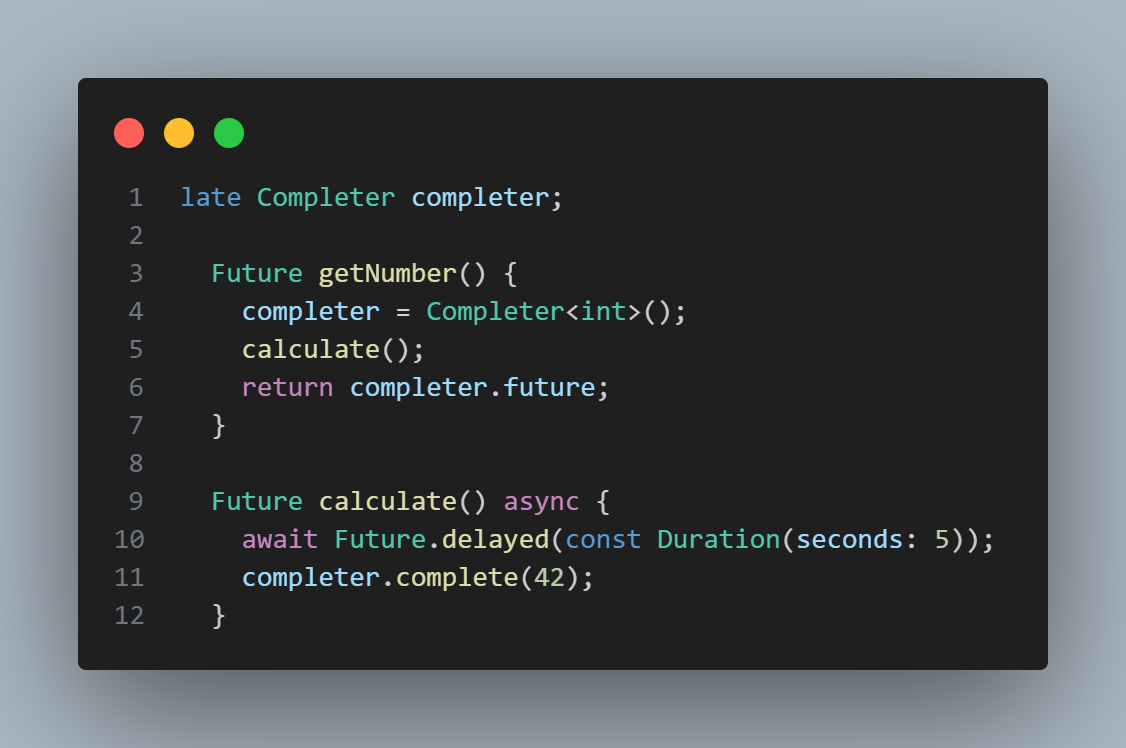 1 late Completer completer;
2
3 Future getNumber() {
4 completer = Completer<int>();
5 calculate();
6 return completer.future;
7 }
8
9 Future calculate() async {
10 await Future.delayed(const Duration(seconds: 5));
11 completer.complete(42);
12 }